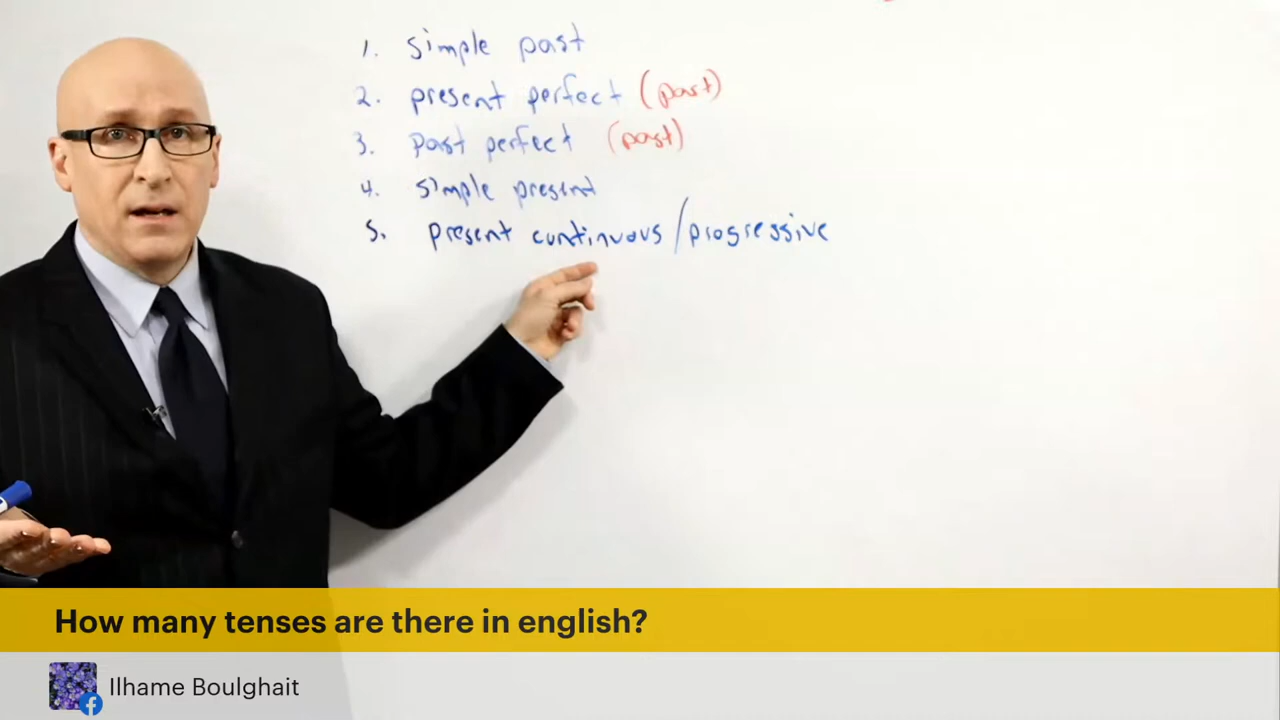 1. simple past
2. present perfect (past)
3. past perfect (past)
4. simple present
5. present continuous/progressive
How many tenses are there in english?
Ilhame Boulghait